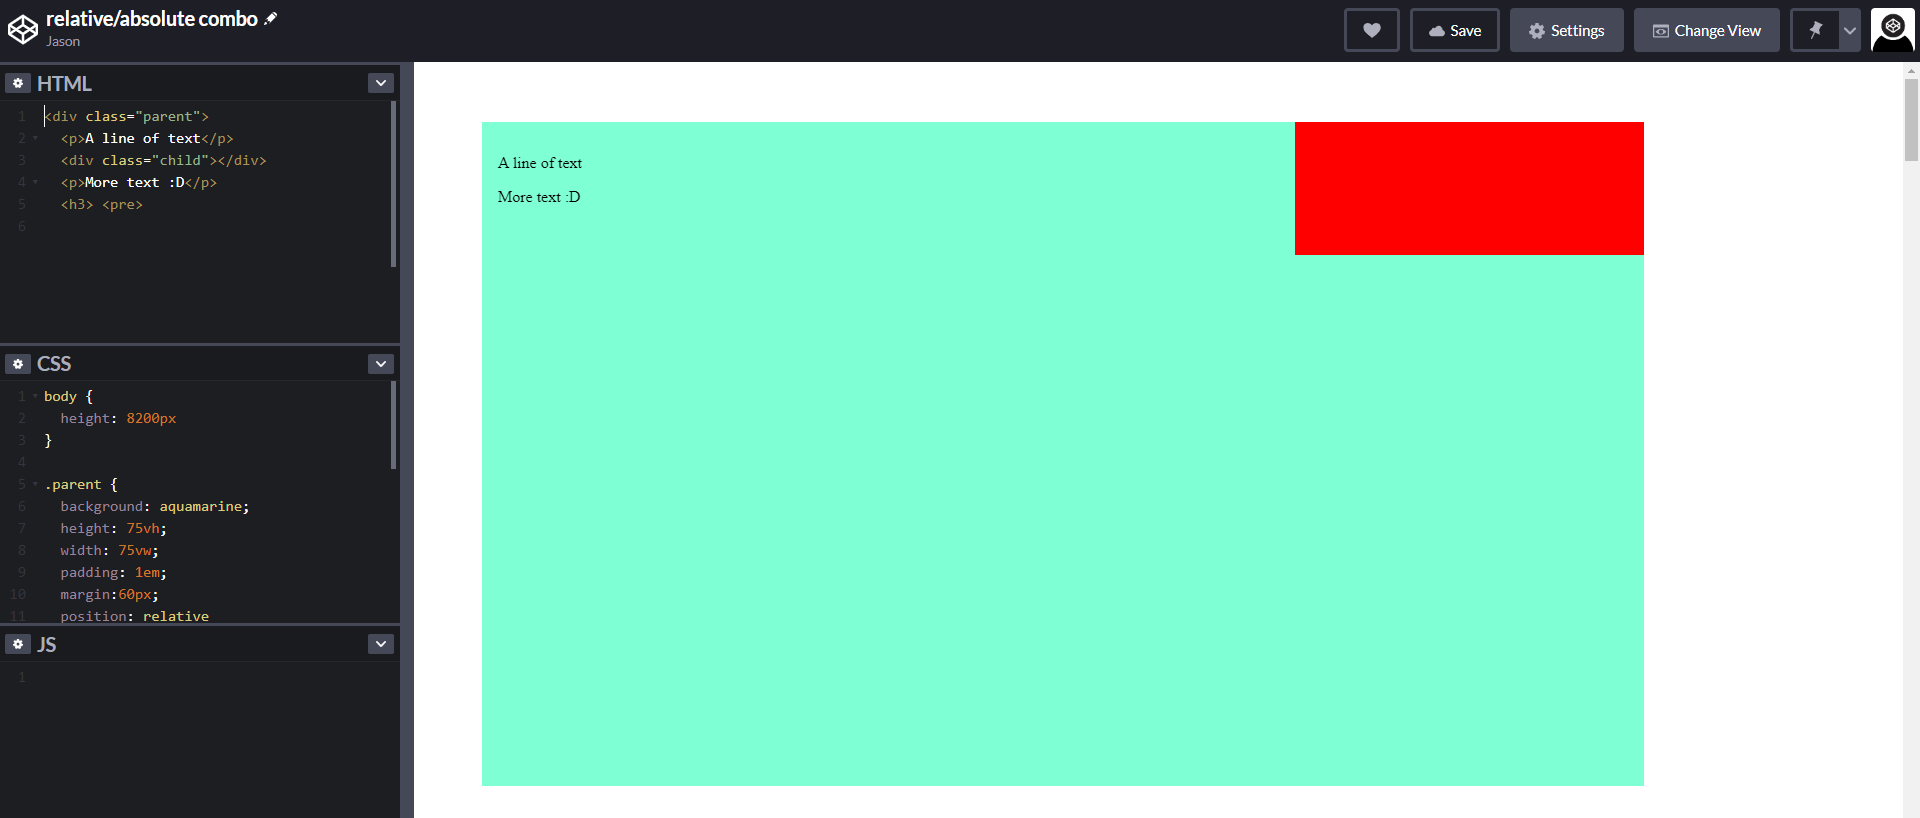 relative/absolute combo
Jason
Save
Settings
Change View
HTML
1 <div class="parent">
2 <p>A line of text</p>
3 <div class="child"></div>
4 <p>More text :D</p>
5 <h3> <pre>
6
CSS
1 body {
2 height: 8200px
3 }
4
5 .parent {
6 background: aquamarine;
7 height: 75vh;
8 width: 75vw;
9 padding: 1em;
10 margin:60px;
11 position: relative
JS
1
A line of text
More text :D